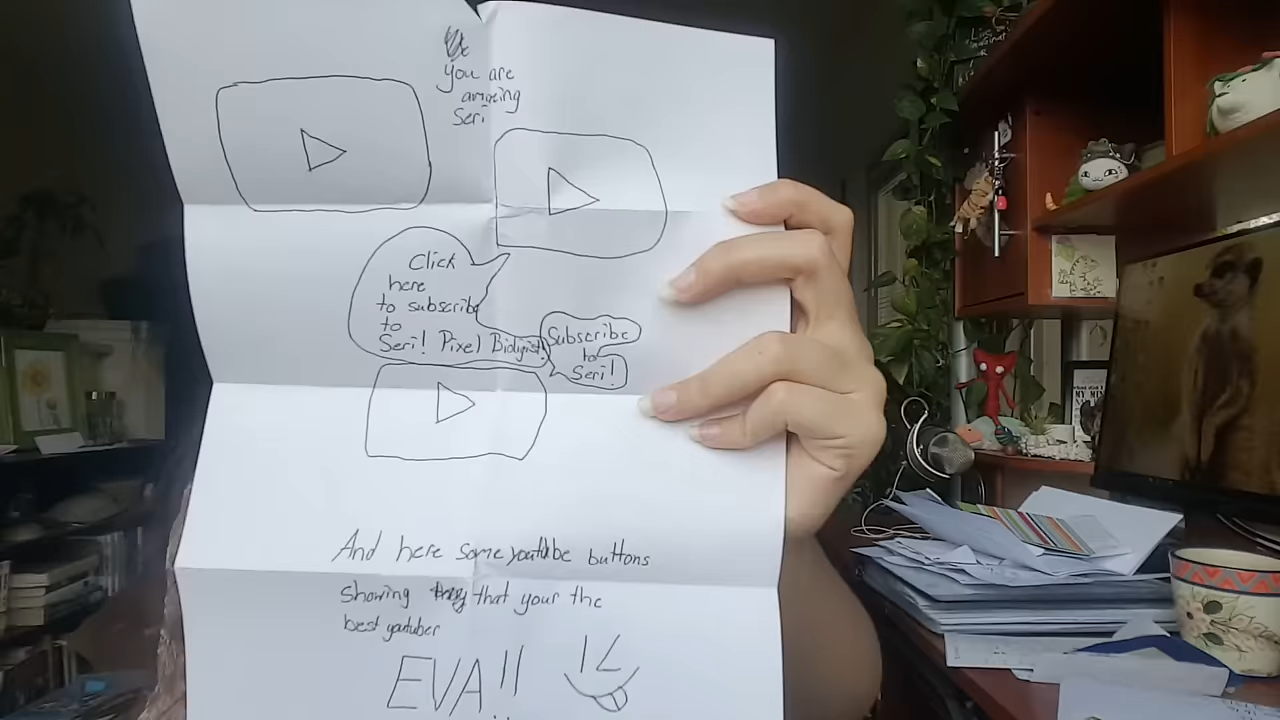 You are
amazing
Seri
Click
here
to subscribe
to
Seri! Pixel Biologist!
Subscribe
to
Seri!
And here some youtube buttons
showing that your the
best youtuber
EVA!!